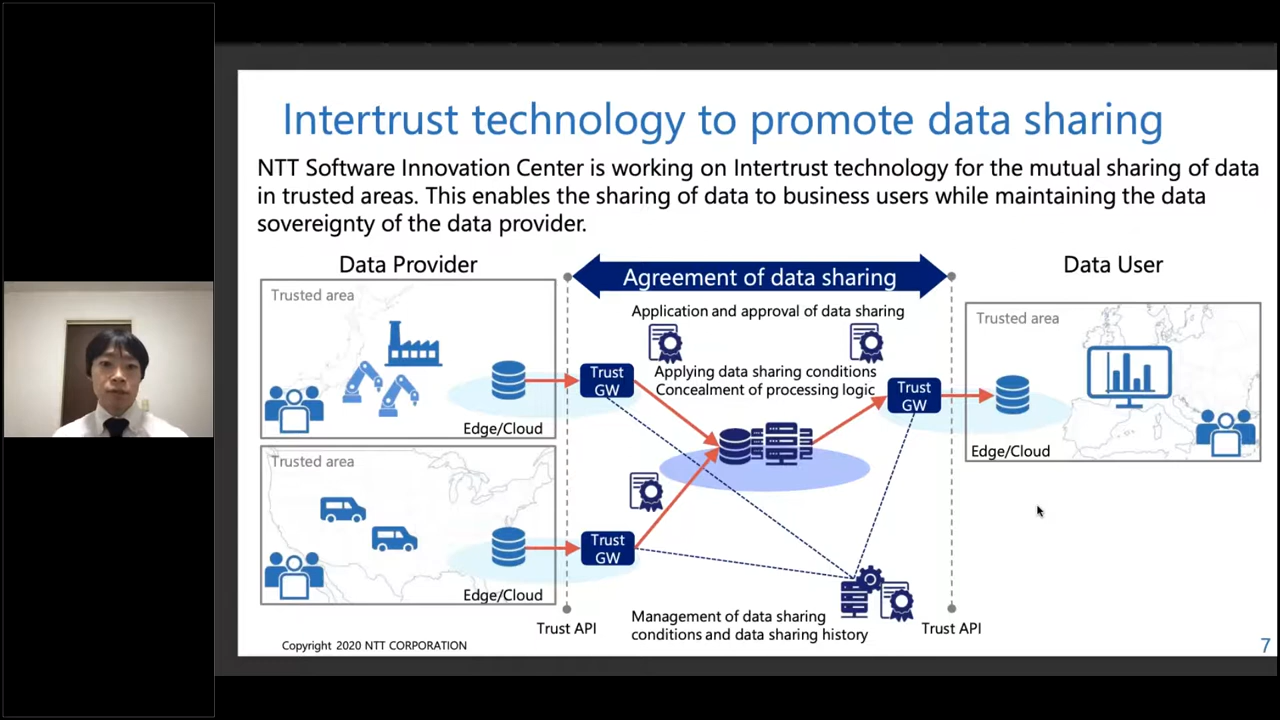 Intertrust technology to promote data sharing
NTT Software Innovation Center is working on Intertrust technology for the mutual sharing of data
in trusted areas. This enables the sharing of data to business users while maintaining the data
sovereignty of the data provider.
Data Provider
Agreement of data sharing
Data User
Trusted area
Application and approval of data sharing
Trusted area
Applying data sharing conditions
Concealment of processing logic
Trust
GW
Trust
GW
Edge/Cloud
Edge/Cloud
Trusted area
Trust
GW
Edge/Cloud
Management of data sharing
conditions and data sharing history
Trust API
Trust API
Copyright 2020 NTT CORPORATION
7